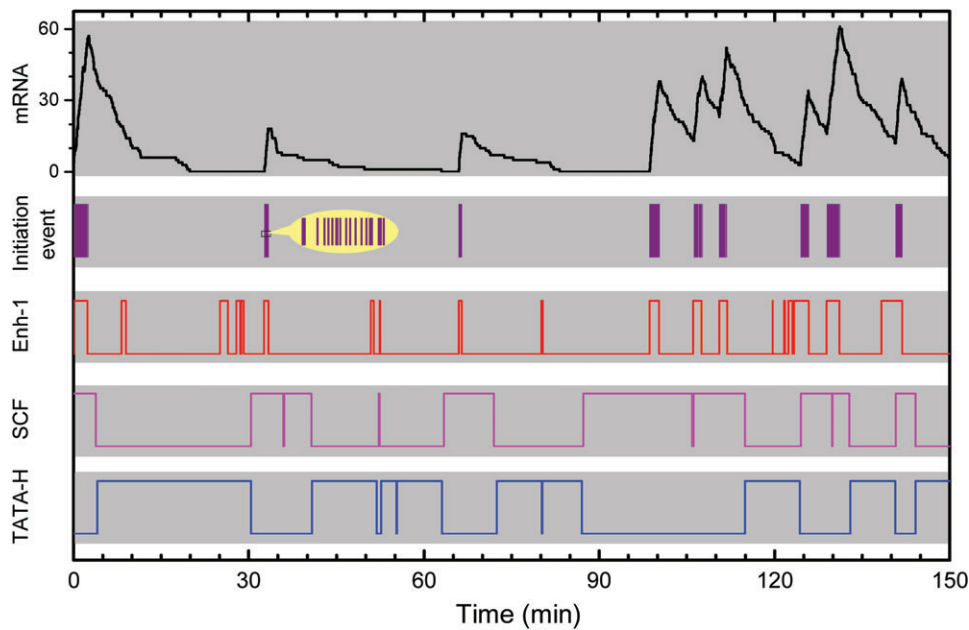 60
30
0
mRNA
Initiation
event
Enh-1
SCF
TATA-H
0 30 60 90 120 150
Time (min)